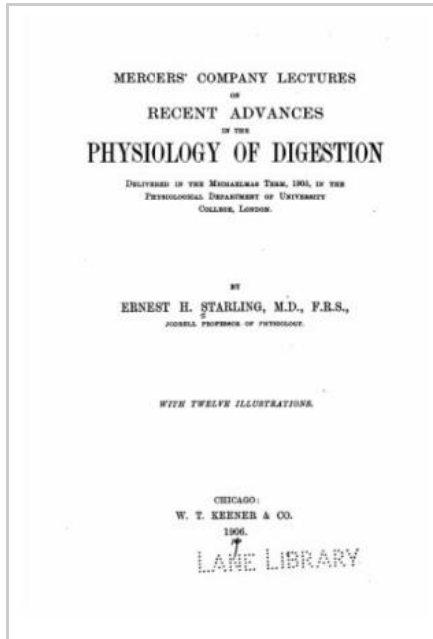 MERCERS' COMPANY LECTURES
ON
RECENT ADVANCES
IN THE
PHYSIOLOGY OF DIGESTION
DELIVERED IN THE MICHAELMAS TERM, 1905, IN THE
PHYSIOLOGICAL DEPARTMENT OF UNIVERSITY
COLLEGE, LONDON.
BY
ERNEST H. STARLING, M.D., F.R.S.,
JODRELL PROFESSOR OF PHYSIOLOGY.
WITH TWELVE ILLUSTRATIONS.
CHICAGO:
W. T. KEENER & CO.
1906.
LANE LIBRARY